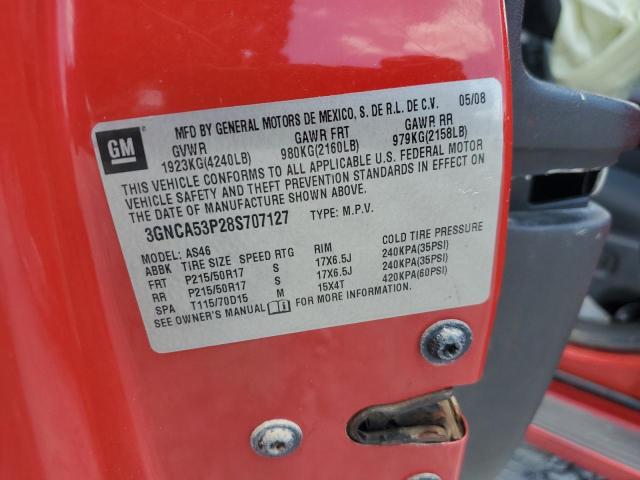 GM
MFD BY GENERAL MOTORS DE MEXICO, S. DE R.L. DE C.V. 05/08
GVWR GAWR FRT GAWR RR
1923KG(4240LB) 980KG(2160LB) 979KG(2158LB)
THIS VEHICLE CONFORMS TO ALL APPLICABLE U.S. FEDERAL MOTOR
VEHICLE SAFETY AND THEFT PREVENTION STANDARDS IN EFFECT ON
THE DATE OF MANUFACTURE SHOWN ABOVE.
3GNCA53P28S707127 TYPE: M.P.V.
MODEL: AS46
ABBK TIRE SIZE SPEED RTG RIM COLD TIRE PRESSURE
FRT P215/50R17 S 17X6.5J 240KPA(35PSI)
RR P215/50R17 S 17X6.5J 240KPA(35PSI)
SPA T115/70D15 M 15X4T 420KPA(60PSI)
SEE OWNER'S MANUAL FOR MORE INFORMATION.